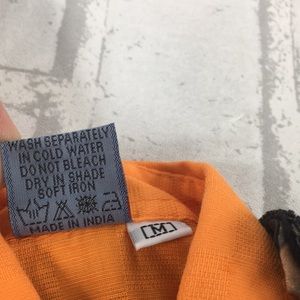 WASH SEPARATELY
IN COLD WATER
DO NOT BLEACH
DRY IN SHADE
SOFT IRON
MADE IN INDIA
[M]